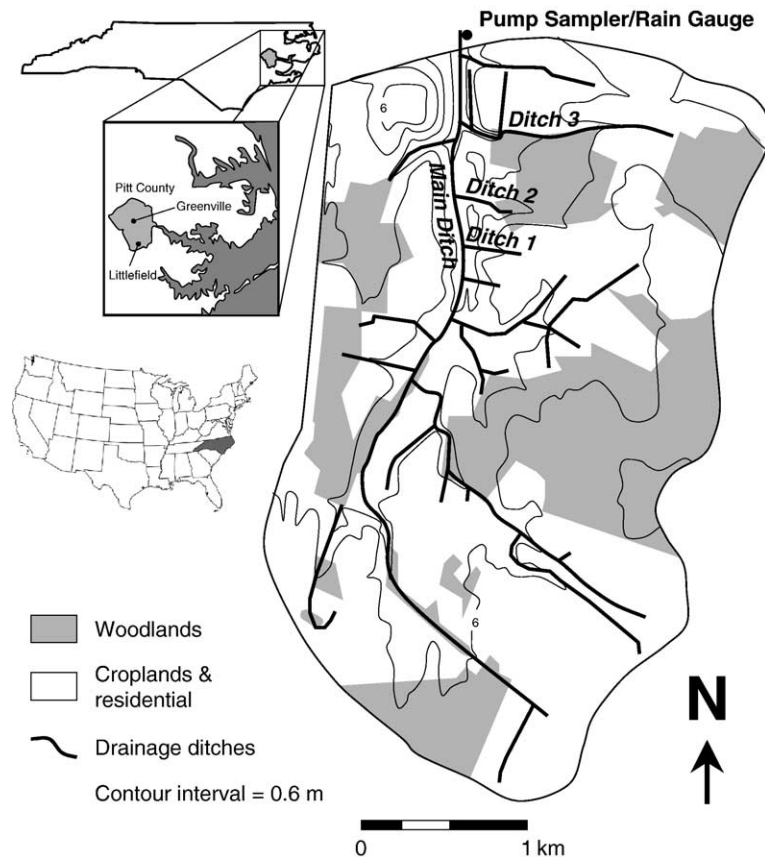 Pump Sampler/Rain Gauge
6
Ditch 3
Pitt County
Greenville
Main Ditch
Ditch 2
Ditch 1
Littlefield
6
Woodlands
Croplands &
residential
Drainage ditches
Contour interval = 0.6 m
N
0
1 km